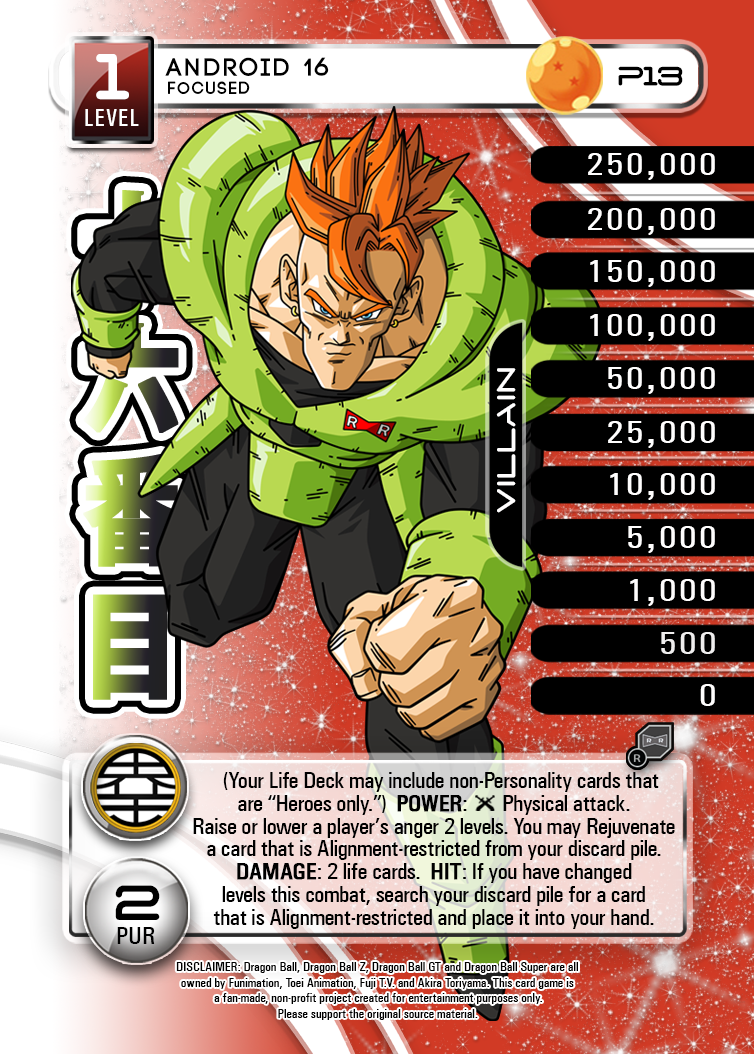 1
LEVEL
ANDROID 16
FOCUSED
P13
250,000
200,000
150,000
100,000
50,000
25,000
10,000
5,000
1,000
500
0
VILLAIN
六
番
目
R R
R R
R
(Your Life Deck may include non-Personality cards that
are “Heroes only.”) POWER: Physical attack.
Raise or lower a player’s anger 2 levels. You may Rejuvenate
a card that is Alignment-restricted from your discard pile.
DAMAGE: 2 life cards. HIT: If you have changed
levels this combat, search your discard pile for a card
that is Alignment-restricted and place it into your hand.
2
PUR
DISCLAIMER: Dragon Ball, Dragon Ball Z, Dragon Ball GT and Dragon Ball Super are all
owned by Funimation, Toei Animation, Fuji T.V. and Akira Toriyama. This card game is
a fan-made, non-profit project created for entertainment purposes only.
Please support the original source material.